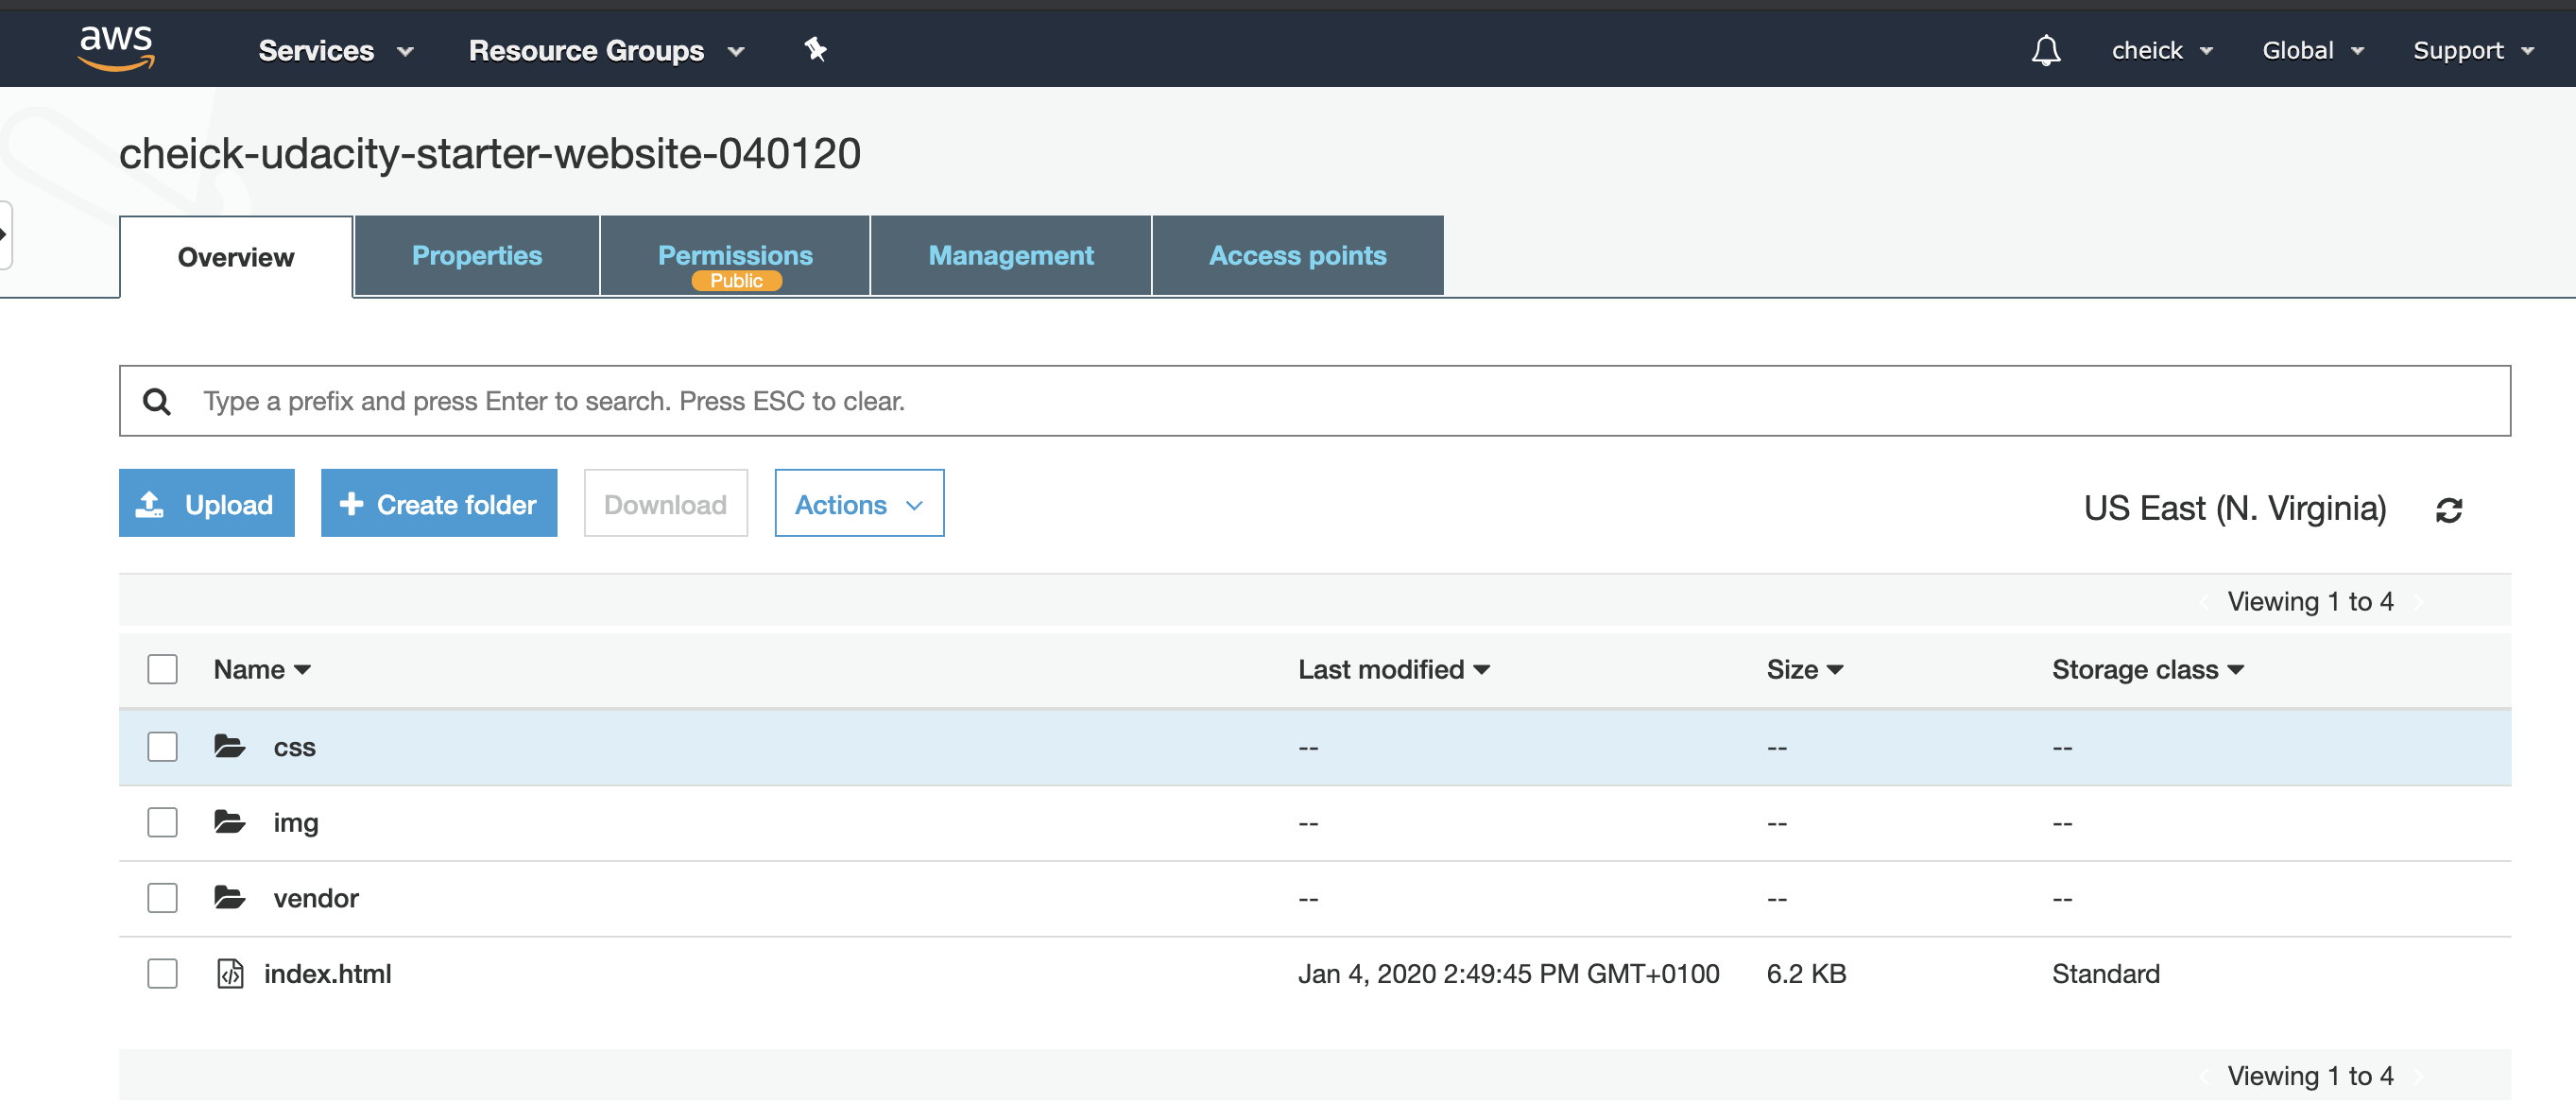 aws Services Resource Groups cheick Global Support
cheick-udacity-starter-website-040120
Overview Properties Permissions Management Access points
Public
Type a prefix and press Enter to search. Press ESC to clear.
Upload Create folder Download Actions US East (N. Virginia)
Viewing 1 to 4
Name Last modified Size Storage class
css -- -- --
img -- -- --
vendor -- -- --
index.html Jan 4, 2020 2:49:45 PM GMT+0100 6.2 KB Standard
Viewing 1 to 4